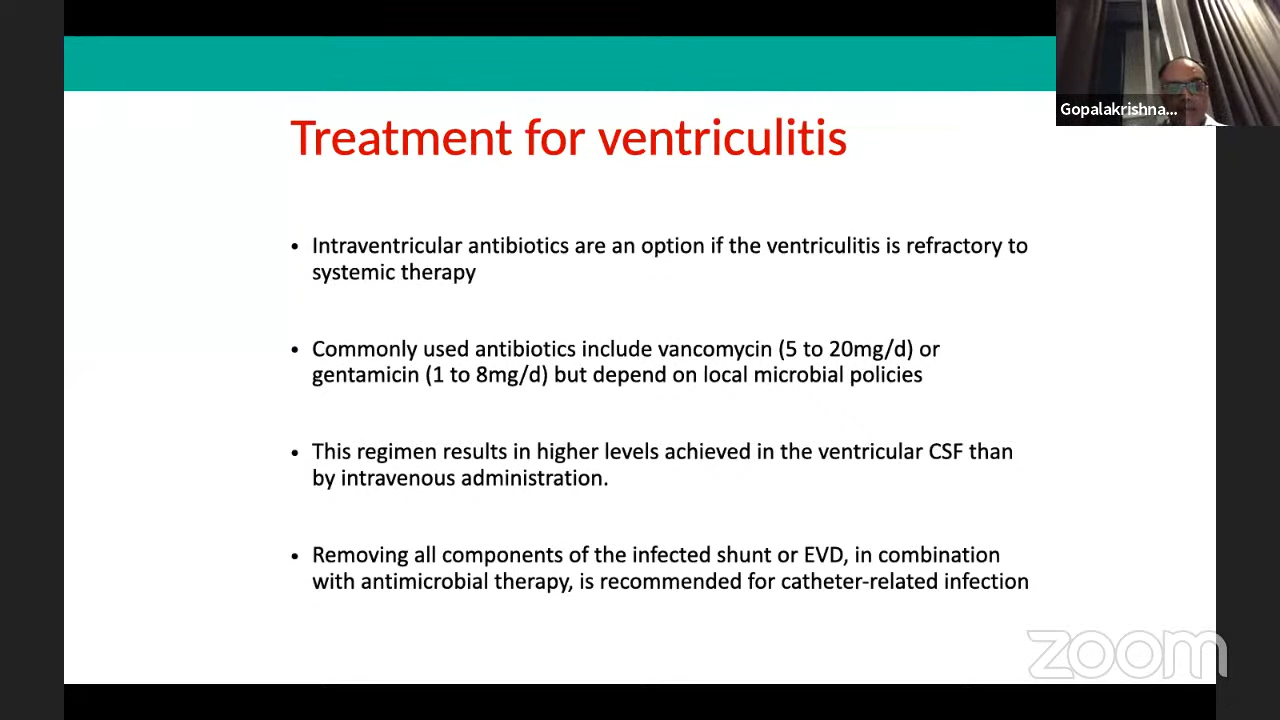 Gopalakrishna...
Treatment for ventriculitis
• Intraventricular antibiotics are an option if the ventriculitis is refractory to
systemic therapy
• Commonly used antibiotics include vancomycin (5 to 20mg/d) or
gentamicin (1 to 8mg/d) but depend on local microbial policies
• This regimen results in higher levels achieved in the ventricular CSF than
by intravenous administration.
• Removing all components of the infected shunt or EVD, in combination
with antimicrobial therapy, is recommended for catheter-related infection
zoom